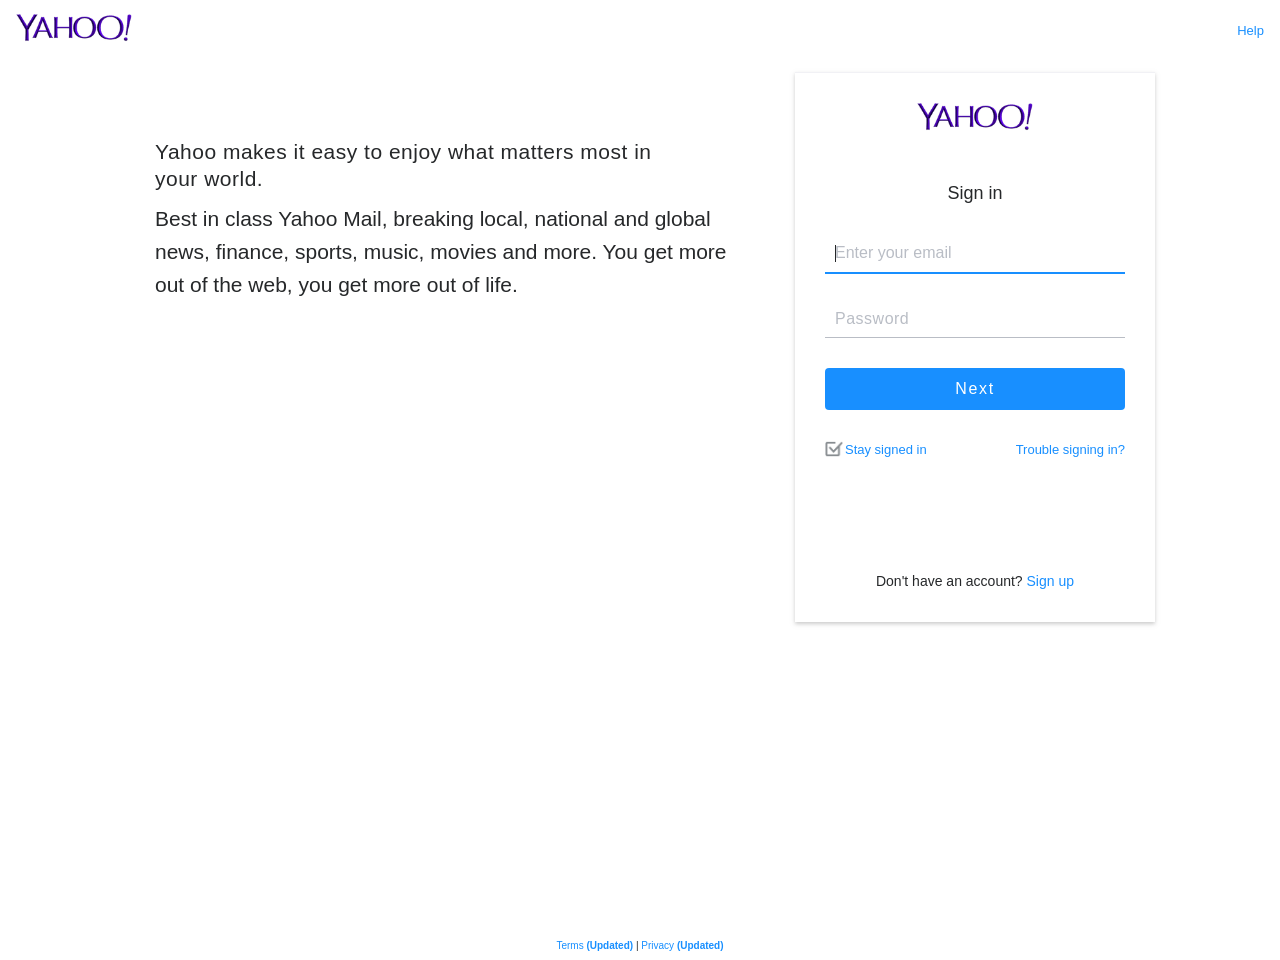 YAHOO!
Help
Yahoo makes it easy to enjoy what matters most in
your world.
Best in class Yahoo Mail, breaking local, national and global
news, finance, sports, music, movies and more. You get more
out of the web, you get more out of life.
YAHOO!
Sign in
Enter your email
Password
Next
Stay signed in
Trouble signing in?
Don't have an account? Sign up
Terms (Updated) | Privacy (Updated)